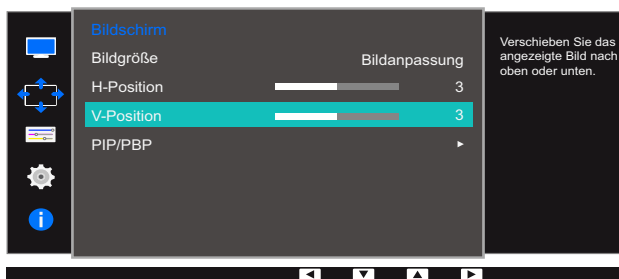 Bildschirm
Bildgröße Bildanpassung
H-Position 3
V-Position 3
PIP/PBP
Verschieben Sie das
angezeigte Bild nach
oben oder unten.